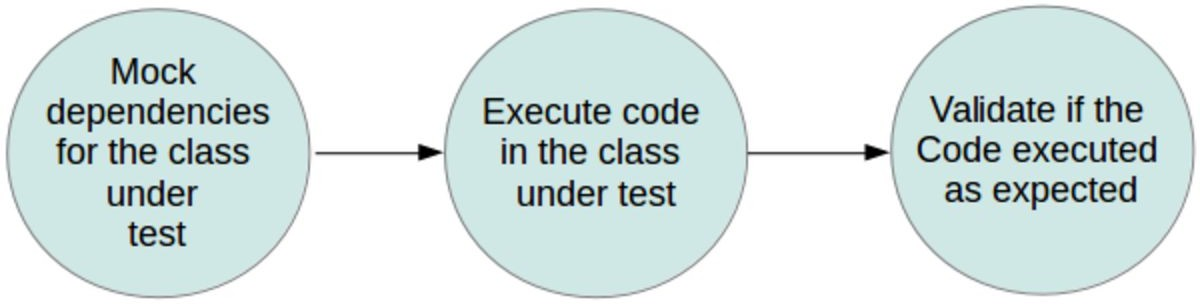 Mock
dependencies
for the class
under
test
Execute code
in the class
under test
Validate if the
Code executed
as expected